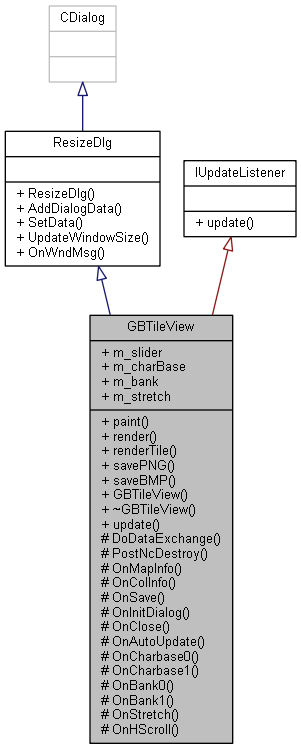 CDialog
ResizeDlg
+ ResizeDlg()
+ AddDialogData()
+ SetData()
+ UpdateWindowSize()
+ OnWndMsg()
IUpdateListener
+ update()
GBTileView
+ m_slider
+ m_charBase
+ m_bank
+ m_stretch
+ paint()
+ render()
+ renderTile()
+ savePNG()
+ saveBMP()
+ GBTileView()
+ ~GBTileView()
+ update()
# DoDataExchange()
# PostNcDestroy()
# OnMapInfo()
# OnColInfo()
# OnSave()
# OnInitDialog()
# OnClose()
# OnAutoUpdate()
# OnCharbase0()
# OnCharbase1()
# OnBank0()
# OnBank1()
# OnStretch()
# OnHScroll()